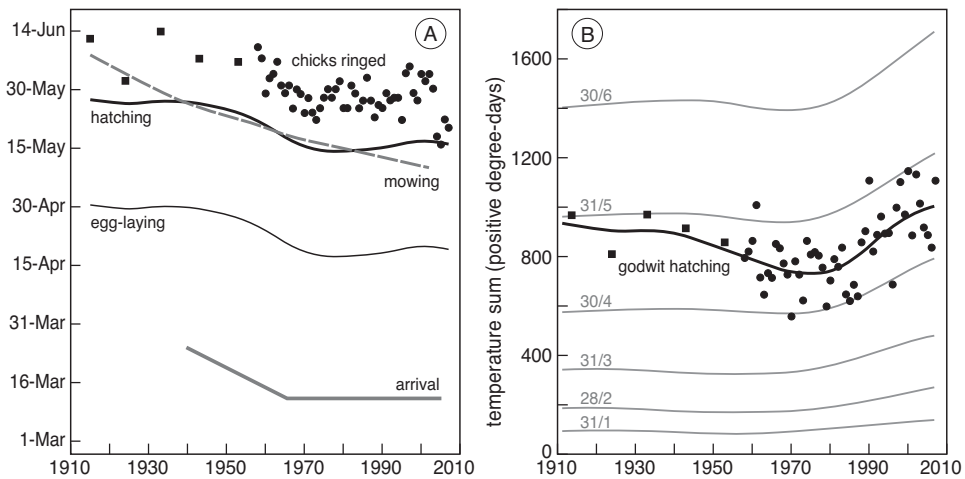 A
14-Jun
30-May
15-May
30-Apr
15-Apr
31-Mar
16-Mar
1-Mar
chicks ringed
hatching
mowing
egg-laying
arrival
1910 1930 1950 1970 1990 2010
B
temperature sum (positive degree-days)
1600
1200
800
400
0
30/6
31/5
godwit hatching
30/4
31/3
28/2
31/1
1910 1930 1950 1970 1990 2010